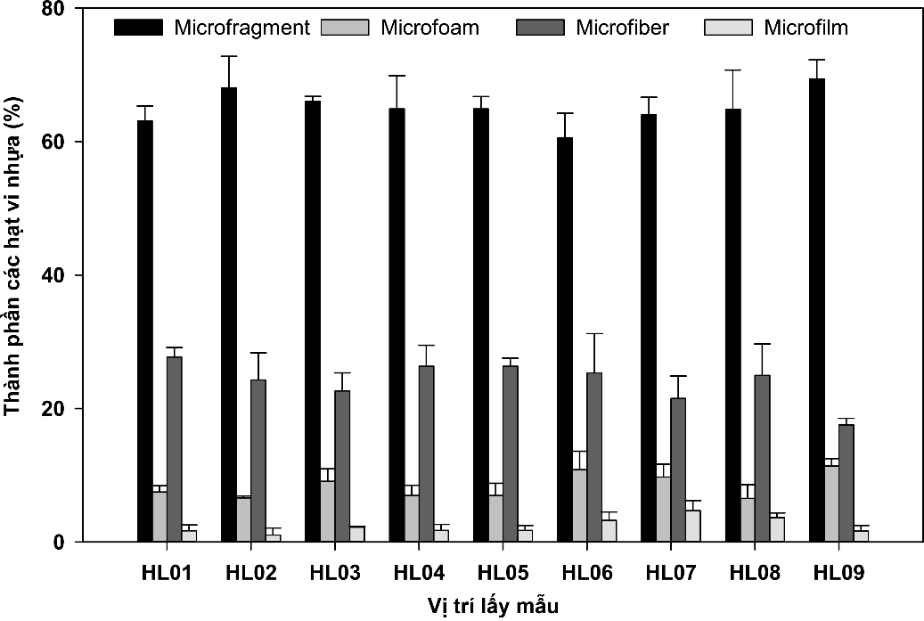 80
Microfragment Microfoam Microfiber Microfilm
60
40
20
0
Thành phần các hạt vi nhựa (%)
HL01 HL02 HL03 HL04 HL05 HL06 HL07 HL08 HL09
Vị trí lấy mẫu